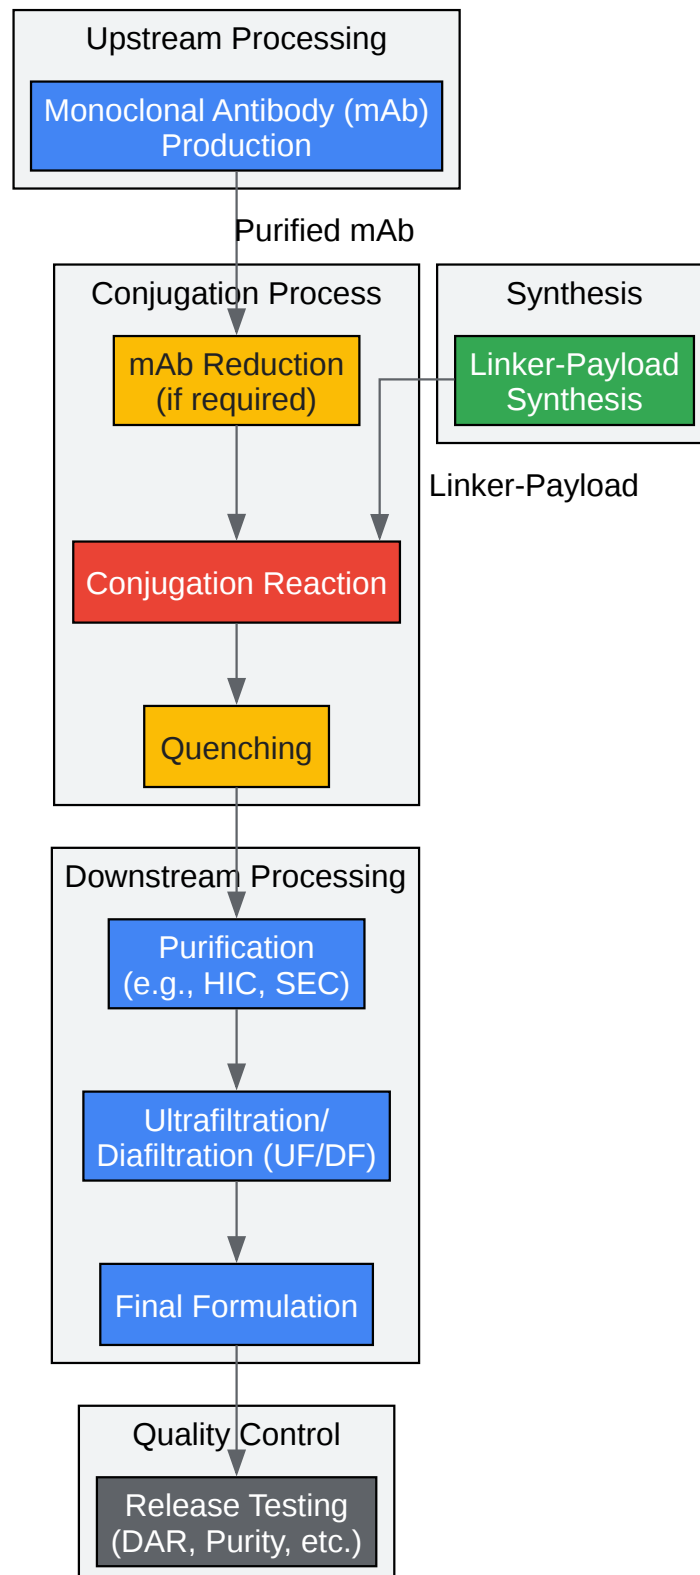 Upstream Processing
Monoclonal Antibody (mAb)
Production
Purified mAb
Conjugation Process
Synthesis
mAb Reduction
(if required)
Linker-Payload
Synthesis
Linker-Payload
Conjugation Reaction
Quenching
Downstream Processing
Purification
(e.g., HIC, SEC)
Ultrafiltration/
Diafiltration (UF/DF)
Final Formulation
Quality Control
Release Testing
(DAR, Purity, etc.)